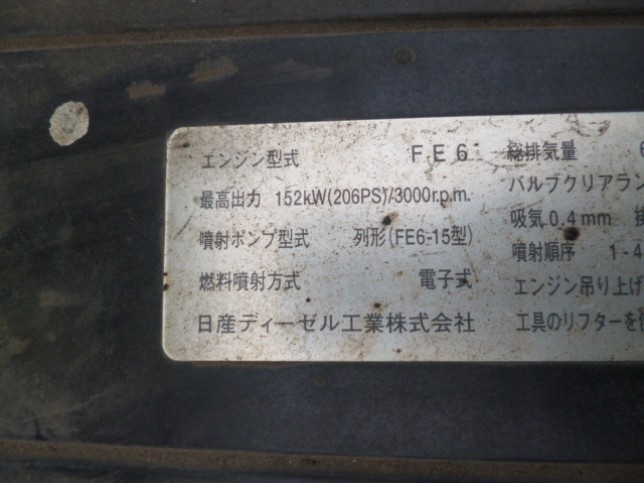 エンジン型式 FE6 総排気量 6
最高出力 152kW(206PS)/3000r.p.m. バルブクリアラン
噴射ポンプ型式 列形(FE6-15型) 吸気0.4mm
燃料噴射方式 電子式 噴射順序 1-4
日産ディーゼル工業株式会社 エンジン吊り上げ
工具のリフターを